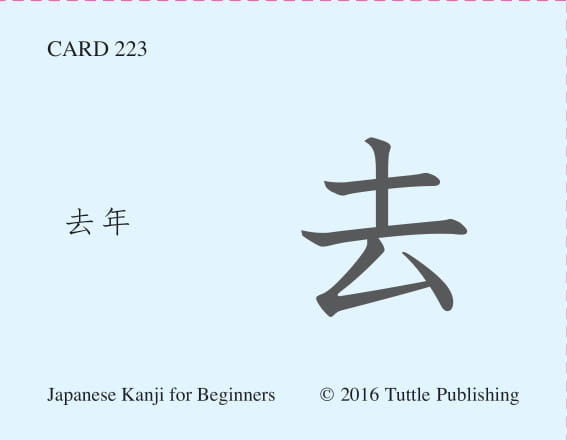 CARD 223
去
去年
Japanese Kanji for Beginners © 2016 Tuttle Publishing